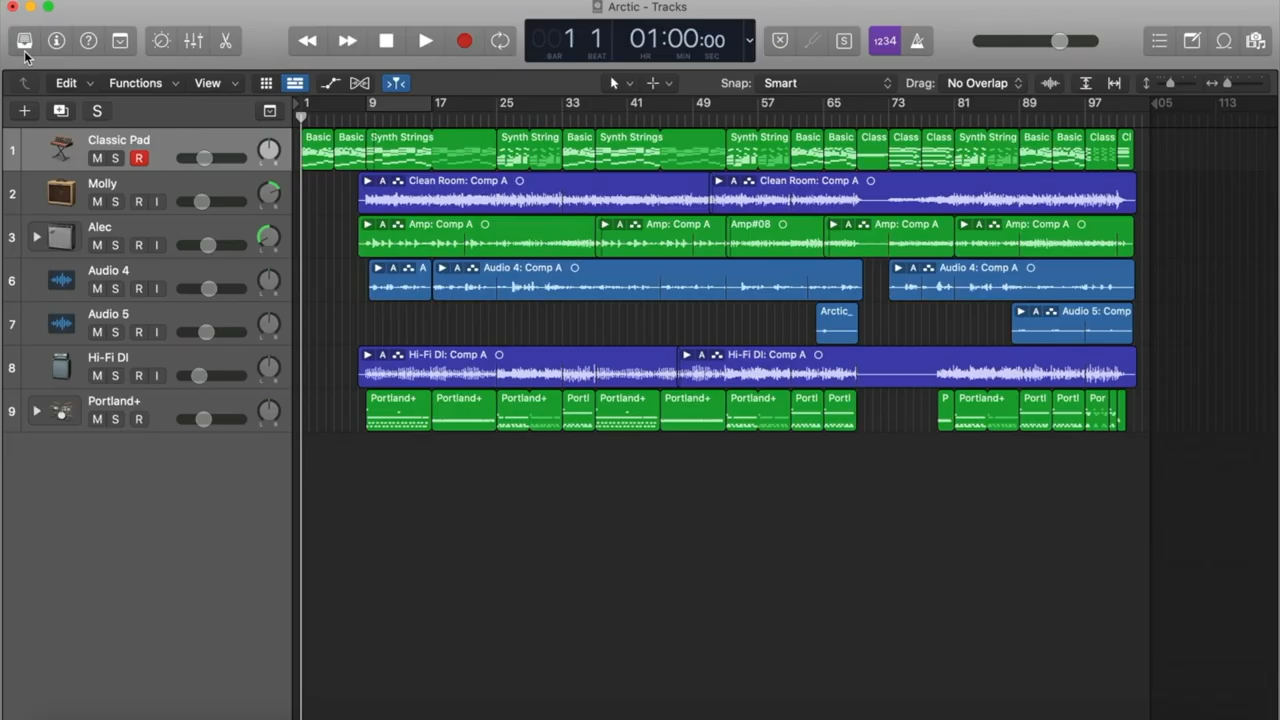 Arctic - Tracks
001 1 01:00:00
BAR BEAT HR MIN SEC
1234
S
Edit Functions View Snap: Smart Drag: No Overlap
S 1 9 17 25 33 41 49 57 65 73 81 89 97 105 113
1 Classic Pad Basic Basic Synth Strings Synth String Basic Synth Strings Synth String Basic Basic Class Class Class Synth String Basic Basic Class Cl
M S R
2 Molly A Clean Room: Comp A A Clean Room: Comp A
M S R I
3 Alec A Amp: Comp A A Amp: Comp A Amp#08 A Amp: Comp A A Amp: Comp A
M S R I
6 Audio 4 A A A Audio 4: Comp A A Audio 4: Comp A
M S R I
7 Audio 5 Arctic_ A Audio 5: Comp
M S R I
8 Hi-Fi DI A Hi-Fi DI: Comp A A Hi-Fi DI: Comp A
M S R I
9 Portland+ Portland+ Portland+ Portland+ Portl Portland+ Portland+ Portland+ Portl Portl P Portland+ Portl Portl Por
M S R